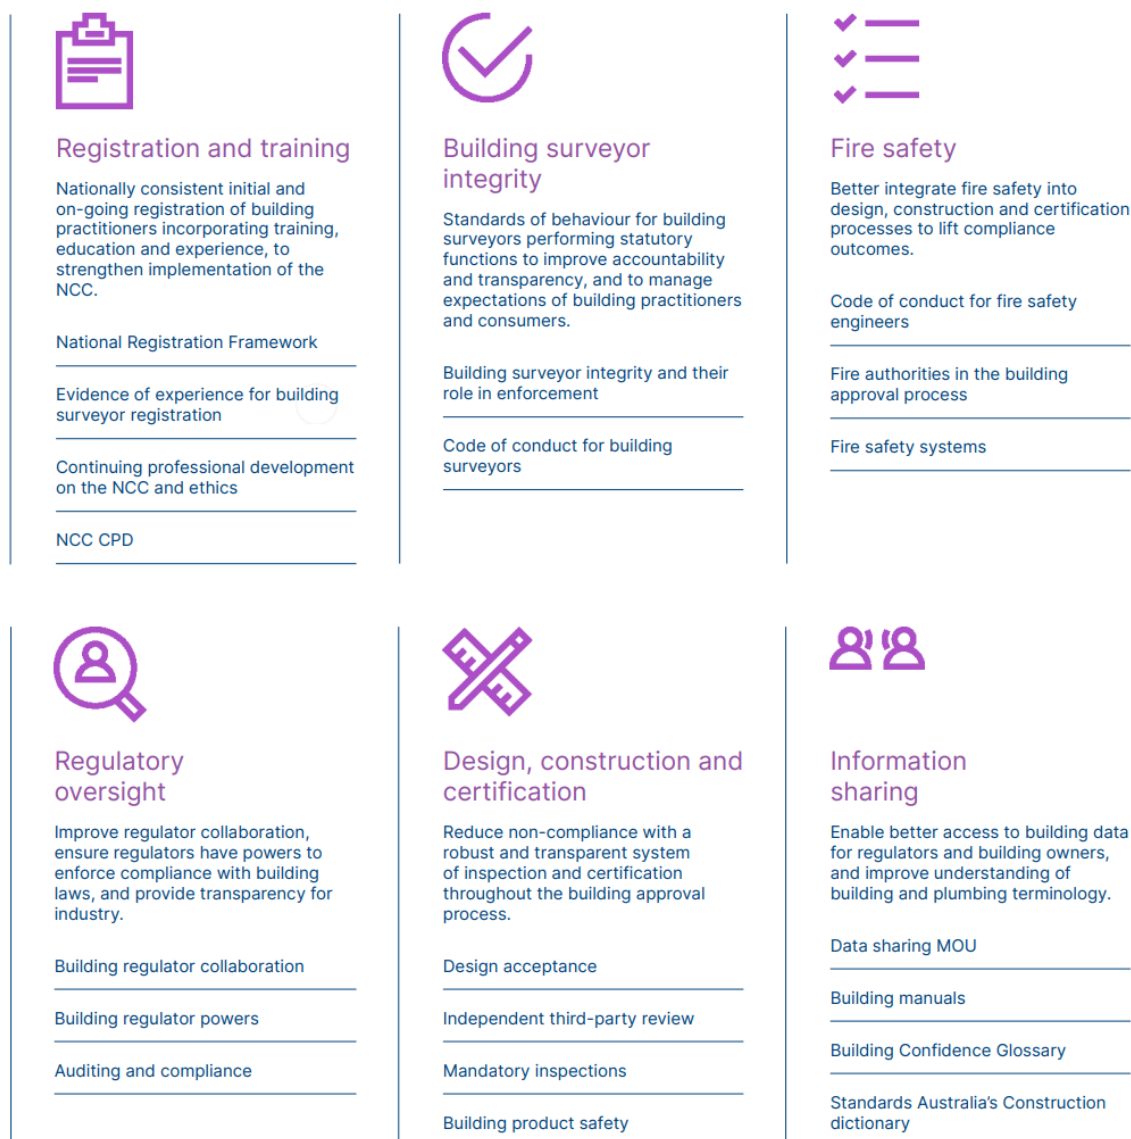 Registration and training
Nationally consistent initial and
on-going registration of building
practitioners incorporating training,
education and experience, to
strengthen implementation of the
NCC.
National Registration Framework
Evidence of experience for building
surveyor registration
Continuing professional development
on the NCC and ethics
NCC CPD
Building surveyor
integrity
Standards of behaviour for building
surveyors performing statutory
functions to improve accountability
and transparency, and to manage
expectations of building practitioners
and consumers.
Building surveyor integrity and their
role in enforcement
Code of conduct for building
surveyors
Fire safety
Better integrate fire safety into
design, construction and certification
processes to lift compliance
outcomes.
Code of conduct for fire safety
engineers
Fire authorities in the building
approval process
Fire safety systems
Regulatory
oversight
Improve regulator collaboration,
ensure regulators have powers to
enforce compliance with building
laws, and provide transparency for
industry.
Building regulator collaboration
Building regulator powers
Auditing and compliance
Design, construction and
certification
Reduce non-compliance with a
robust and transparent system
of inspection and certification
throughout the building approval
process.
Design acceptance
Independent third-party review
Mandatory inspections
Building product safety
Information
sharing
Enable better access to building data
for regulators and building owners,
and improve understanding of
building and plumbing terminology.
Data sharing MOU
Building manuals
Building Confidence Glossary
Standards Australia's Construction
dictionary